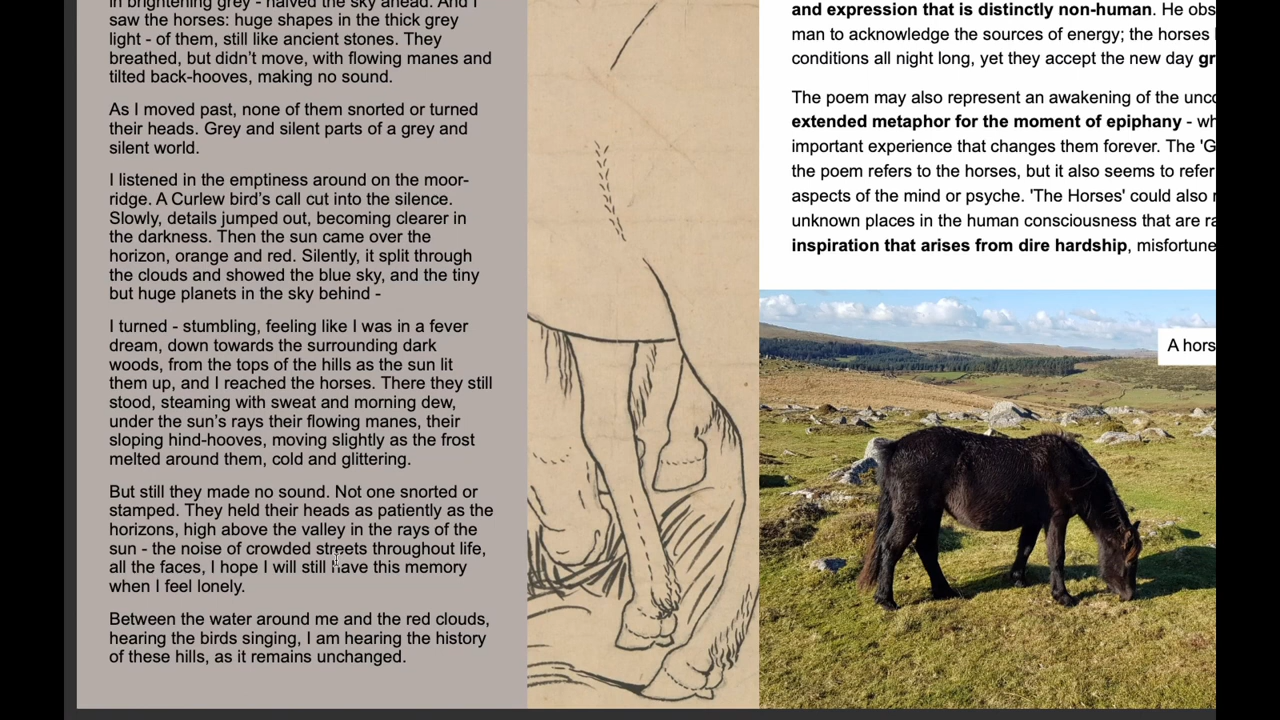 in brightening grey - halved the sky ahead. And I
saw the horses: huge shapes in the thick grey
light - of them, still like ancient stones. They
breathed, but didn’t move, with flowing manes and
tilted back-hooves, making no sound.
As I moved past, none of them snorted or turned
their heads. Grey and silent parts of a grey and
silent world.
I listened in the emptiness around on the moor-
ridge. A Curlew bird’s call cut into the silence.
Slowly, details jumped out, becoming clearer in
the darkness. Then the sun came over the
horizon, orange and red. Silently, it split through
the clouds and showed the blue sky, and the tiny
but huge planets in the sky behind -
I turned - stumbling, feeling like I was in a fever
dream, down towards the surrounding dark
woods, from the tops of the hills as the sun lit
them up, and I reached the horses. There they still
stood, steaming with sweat and morning dew,
under the sun’s rays their flowing manes, their
sloping hind-hooves, moving slightly as the frost
melted around them, cold and glittering.
But still they made no sound. Not one snorted or
stamped. They held their heads as patiently as the
horizons, high above the valley in the rays of the
sun - the noise of crowded streets throughout life,
all the faces, I hope I will still have this memory
when I feel lonely.
Between the water around me and the red clouds,
hearing the birds singing, I am hearing the history
of these hills, as it remains unchanged.
and expression that is distinctly non-human. He obs
man to acknowledge the sources of energy; the horses
conditions all night long, yet they accept the new day gr
The poem may also represent an awakening of the unco
extended metaphor for the moment of epiphany - wh
important experience that changes them forever. The 'G
the poem refers to the horses, but it also seems to refer
aspects of the mind or psyche. 'The Horses' could also
unknown places in the human consciousness that are ra
inspiration that arises from dire hardship, misfortune
A hors